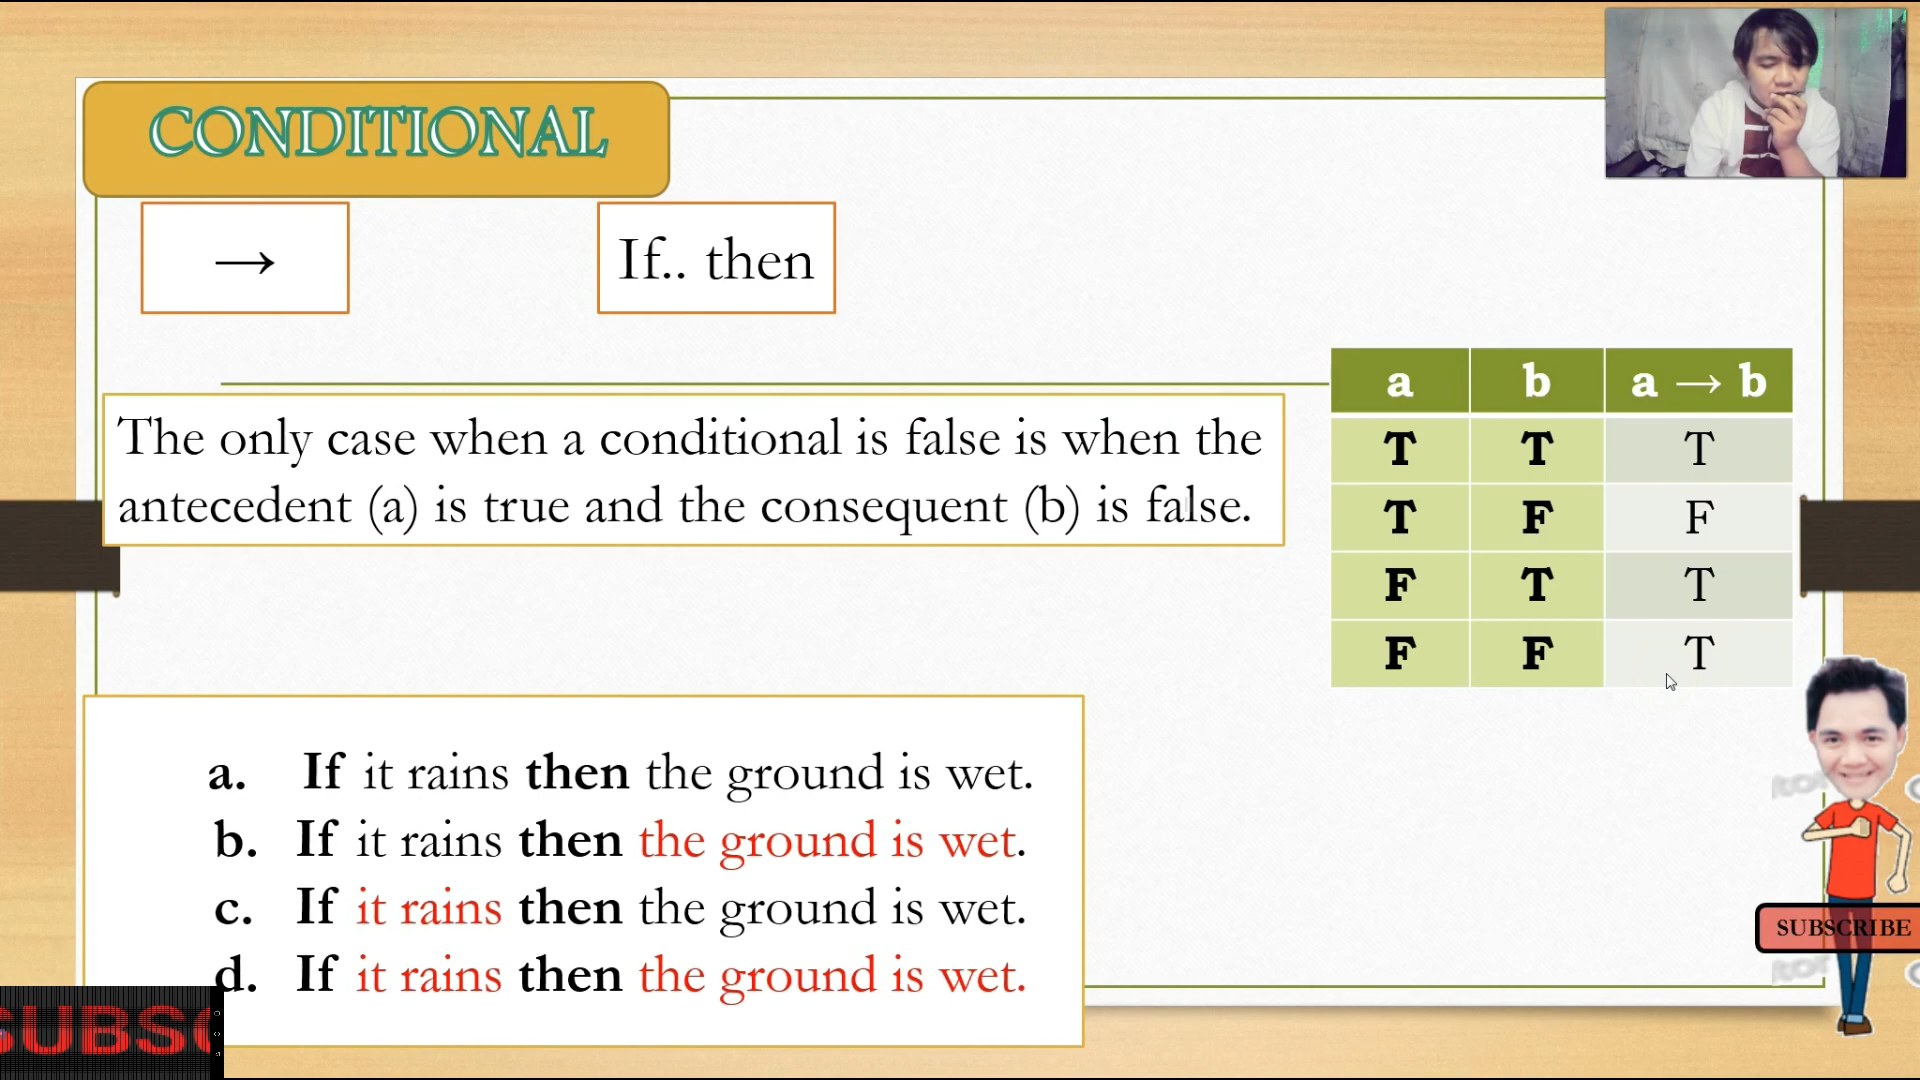 CONDITIONAL
→
If.. then
The only case when a conditional is false is when the
antecedent (a) is true and the consequent (b) is false.
a b a → b
T T T
T F F
F T T
F F T
a. If it rains then the ground is wet.
b. If it rains then the ground is wet.
c. If it rains then the ground is wet.
d. If it rains then the ground is wet.
SUBSCRIBE
SUBSC